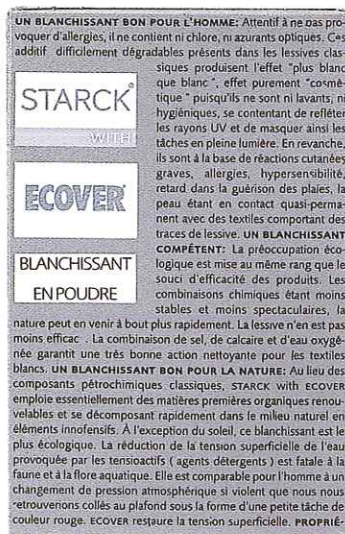 UN BLANCHISSANT BON POUR L'HOMME: Attentif à ne pas pro-
voquer d'allergies, il ne contient ni chlore, ni azurants optiques. Ces
additif difficilement dégradables présents dans les lessives clas-
siques produisent l'effet "plus blanc
que blanc", effet purement "cosmé-
tique" puisqu'ils ne sont ni lavants, ni
hygiéniques, se contentant de refléter
les rayons UV et de masquer ainsi les
tâches en pleine lumière. En revanche,
ils sont à la base de réactions cutanées
graves, allergies, hypersensibilité,
retard dans la guérison des plaies, la
peau étant en contact quasi-perma-
nent avec des textiles comportant des
traces de lessive. UN BLANCHISSANT
COMPÉTENT: La préoccupation éco-
logique est mise au même rang que le
souci d'efficacité des produits. Les
combinaisons chimiques étant moins
stables et moins spectaculaires, la
STARCK®
WITH
ECOVER®
BLANCHISSANT
EN POUDRE
nature peut en venir à bout plus rapidement. La lessive n'en est pas
moins efficac . La combinaison de sel, de calcaire et d'eau oxygé-
née garantit une très bonne action nettoyante pour les textiles
blancs. UN BLANCHISSANT BON POUR LA NATURE: Au lieu des
composants pétrochimiques classiques, STARCK with ECOVER
emploie essentiellement des matières premières organiques renou-
velables et se décomposant rapidement dans le milieu naturel en
éléments innofensifs. À l'exception du soleil, ce blanchissant est le
plus écologique. La réduction de la tension superficielle de l'eau
provoquée par les tensioactifs ( agents détergents ) est fatale à la
faune et à la flore aquatique. Elle est comparable pour l'homme à un
changement de pression atmosphérique si violent que nous nous
retrouverions collés au plafond sous la forme d'une petite tâche de
couleur rouge. ECOVER restaure la tension superficielle. PROPRIÉ-